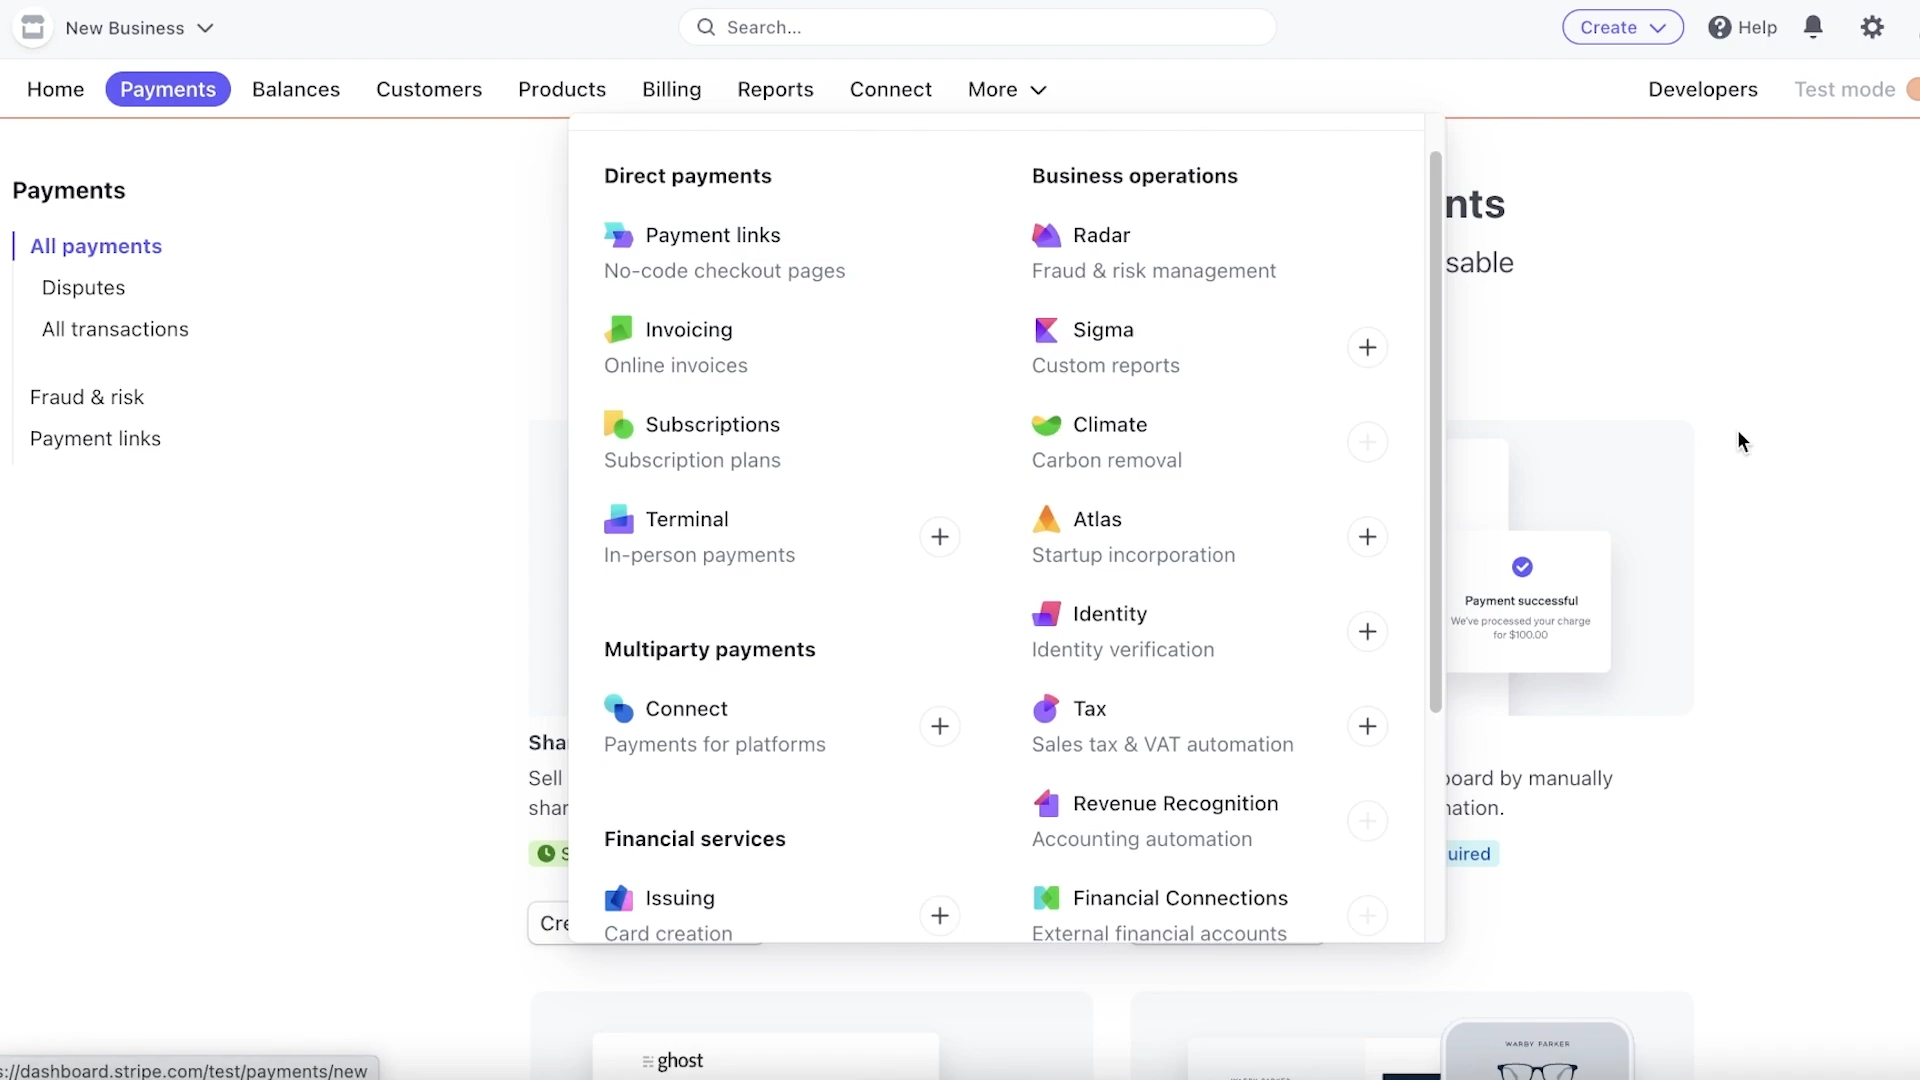 New Business
Search...
Create
Help
Home
Payments
Balances
Customers
Products
Billing
Reports
Connect
More
Developers
Test mode
Payments
All payments
Disputes
All transactions
Fraud & risk
Payment links
Direct payments
Payment links
No-code checkout pages
Invoicing
Online invoices
Subscriptions
Subscription plans
Terminal
In-person payments
Multiparty payments
Connect
Payments for platforms
Financial services
Issuing
Card creation
Business operations
Radar
Fraud & risk management
Sigma
Custom reports
Climate
Carbon removal
Atlas
Startup incorporation
Identity
Identity verification
Tax
Sales tax & VAT automation
Revenue Recognition
Accounting automation
Financial Connections
External financial accounts
nts
sable
Payment successful
We've processed your charge
for $100.00
Sha
Sell
shar
S
Cre
oard by manually
nation.
uired
ghost
WARBY PARKER
WARBY PARKER
s://dashboard.stripe.com/test/payments/new